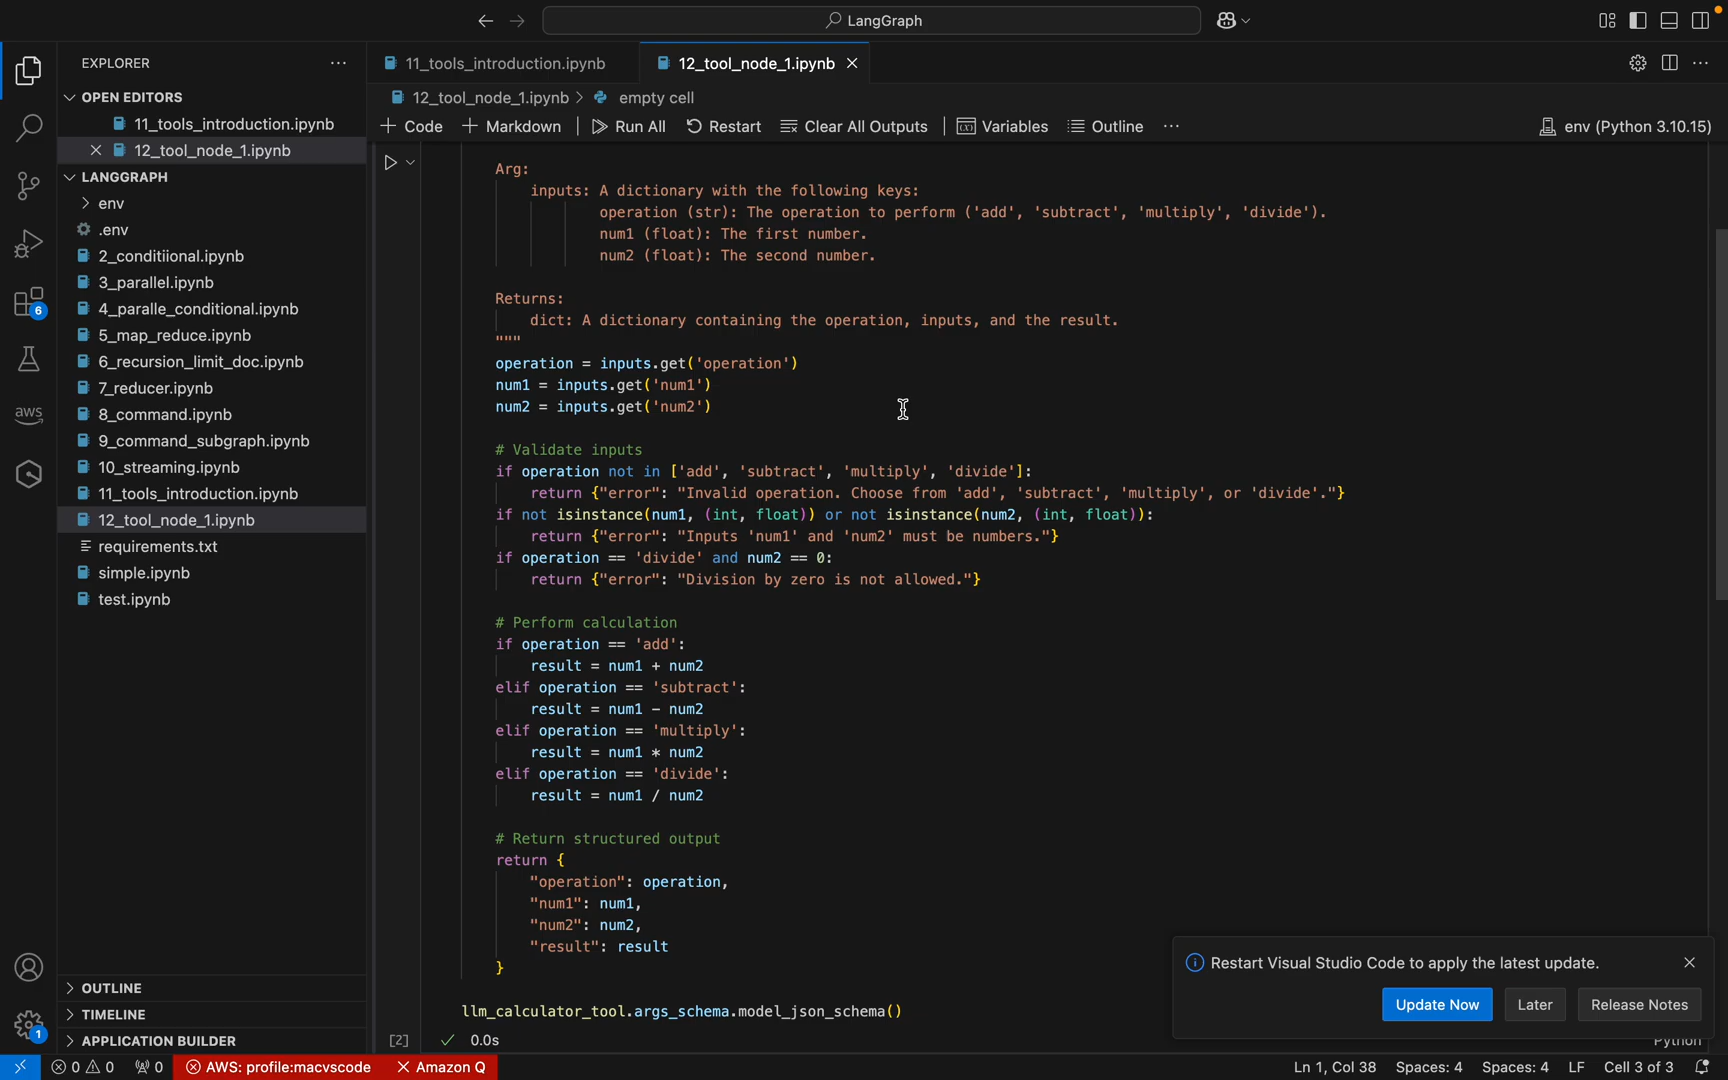 LangGraph
EXPLORER
OPEN EDITORS
11_tools_introduction.ipynb
12_tool_node_1.ipynb
LANGGRAPH
env
.env
2_conditiional.ipynb
3_parallel.ipynb
4_paralle_conditional.ipynb
5_map_reduce.ipynb
6_recursion_limit_doc.ipynb
7_reducer.ipynb
8_command.ipynb
9_command_subgraph.ipynb
10_streaming.ipynb
11_tools_introduction.ipynb
12_tool_node_1.ipynb
requirements.txt
simple.ipynb
test.ipynb
OUTLINE
TIMELINE
APPLICATION BUILDER
6
aws
1
11_tools_introduction.ipynb
12_tool_node_1.ipynb
12_tool_node_1.ipynb > empty cell
+ Code + Markdown Run All Restart Clear All Outputs Variables Outline ...
env (Python 3.10.15)
Arg:
inputs: A dictionary with the following keys:
operation (str): The operation to perform ('add', 'subtract', 'multiply', 'divide').
num1 (float): The first number.
num2 (float): The second number.
Returns:
dict: A dictionary containing the operation, inputs, and the result.
"""
operation = inputs.get('operation')
num1 = inputs.get('num1')
num2 = inputs.get('num2')
# Validate inputs
if operation not in ['add', 'subtract', 'multiply', 'divide']:
return {"error": "Invalid operation. Choose from 'add', 'subtract', 'multiply', or 'divide'."}
if not isinstance(num1, (int, float)) or not isinstance(num2, (int, float)):
return {"error": "Inputs 'num1' and 'num2' must be numbers."}
if operation == 'divide' and num2 == 0:
return {"error": "Division by zero is not allowed."}
# Perform calculation
if operation == 'add':
result = num1 + num2
elif operation == 'subtract':
result = num1 - num2
elif operation == 'multiply':
result = num1 * num2
elif operation == 'divide':
result = num1 / num2
# Return structured output
return {
"operation": operation,
"num1": num1,
"num2": num2,
"result": result
}
llm_calculator_tool.args_schema.model_json_schema()
[2] 0.0s
Python
Restart Visual Studio Code to apply the latest update.
Update Now Later Release Notes
0 0 0 AWS: profile:macvscode Amazon Q
Ln 1, Col 38 Spaces: 4 Spaces: 4 LF Cell 3 of 3